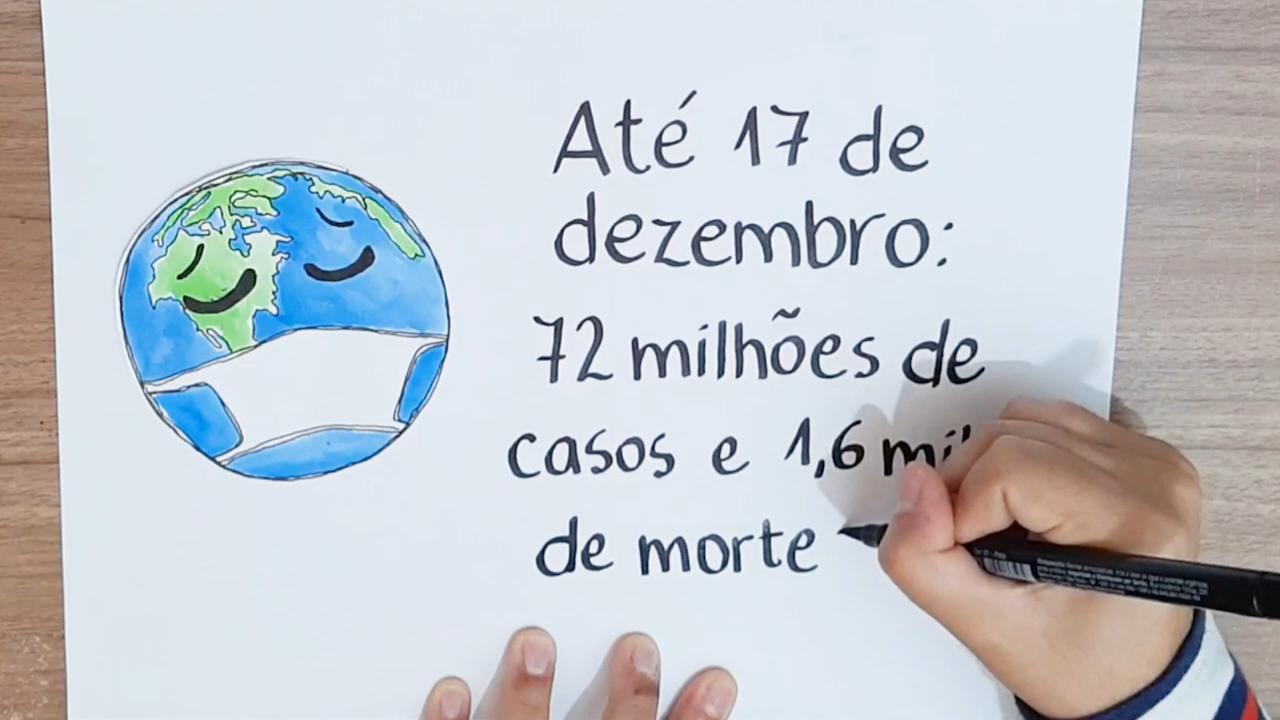 Até 17 de
dezembro:
72 milhões de
casos e 1,6
de morte